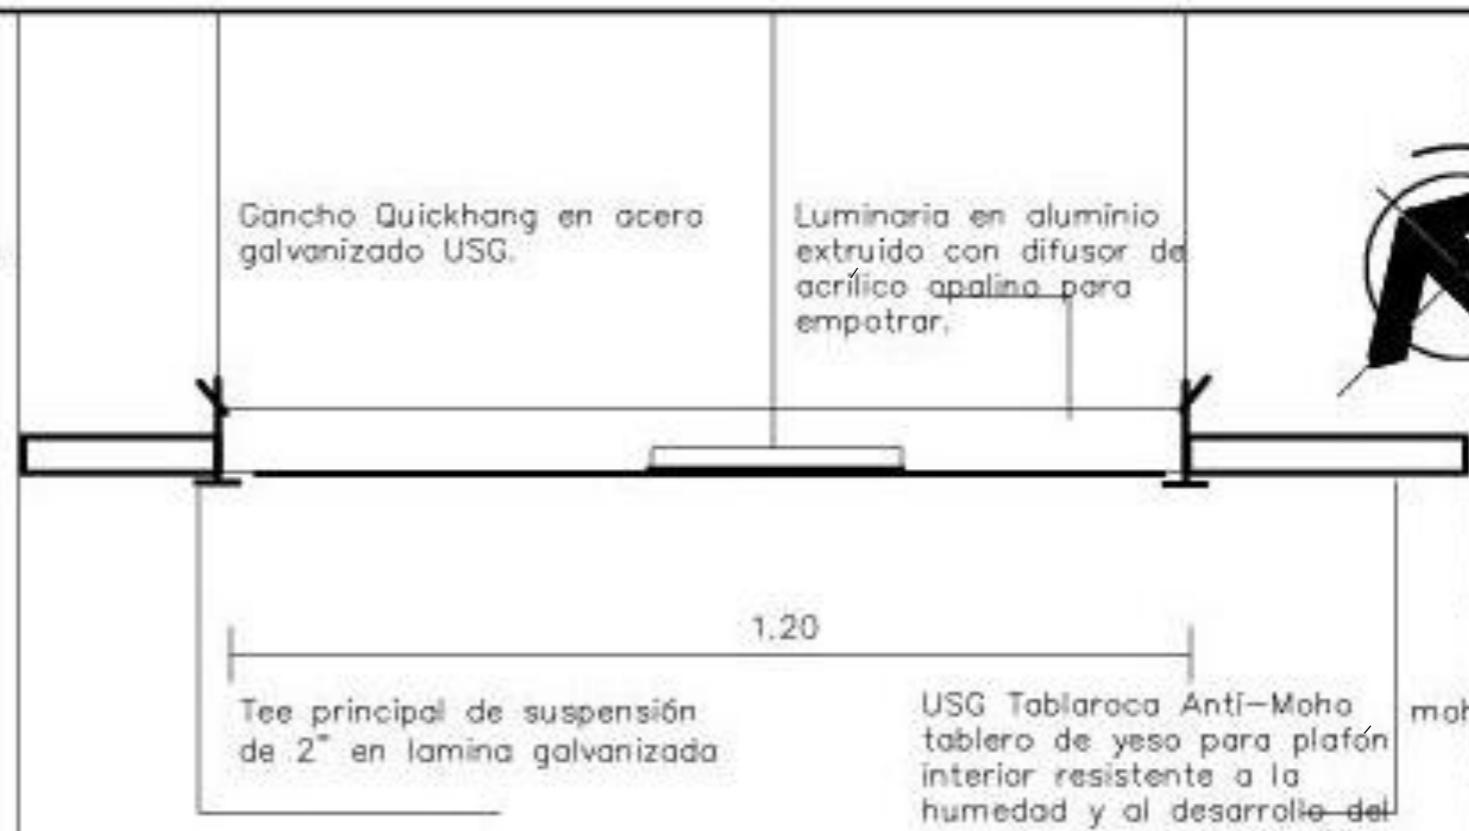 Gancho Quickhang en acero
galvanizado USG.
Luminaria en aluminio
extruido con difusor de
acrílico opalino para
empotrar.
1.20
Tee principal de suspensión
de 2" en lamina galvanizada
USG Tablaroca Anti-Moho
tablero de yeso para plafón
interior resistente a la
humedad y al desarrollo del
moh